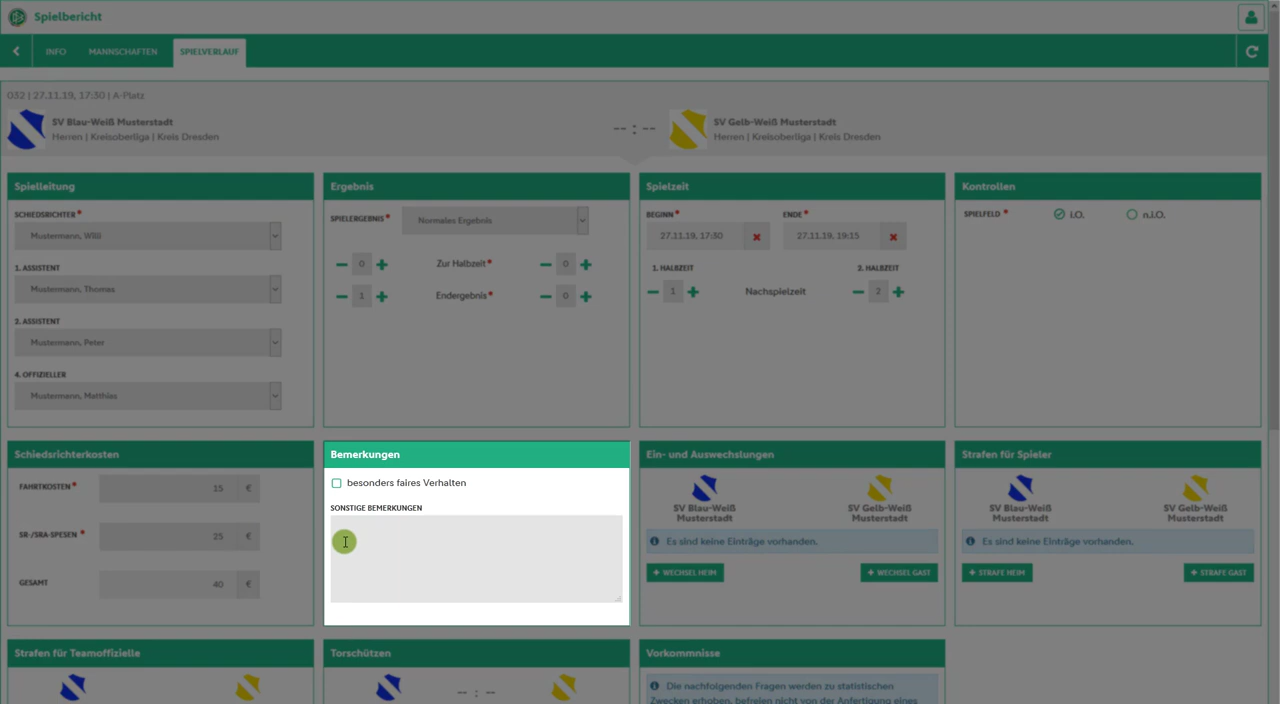 Spielbericht
INFO
MANNSCHAFTEN
SPIELVERLAUF
032 | 27.11.19, 17:30 | A-Platz
SV Blau-Weiß Musterstadt
Herren | Kreisoberliga | Kreis Dresden
-- : --
SV Gelb-Weiß Musterstadt
Herren | Kreisoberliga | Kreis Dresden
Spielleitung
SCHIEDSRICHTER *
Mustermann, Willi
1. ASSISTENT
Mustermann, Thomas
2. ASSISTENT
Mustermann, Peter
4. OFFIZIELLER
Mustermann, Matthias
Ergebnis
SPIELERGEBNIS * Normales Ergebnis
0 Zur Halbzeit * 0
1 Endergebnis * 0
Spielzeit
BEGINN * ENDE *
27.11.19, 17:30 27.11.19, 19:15
1. HALBZEIT 2. HALBZEIT
1 Nachspielzeit 2
Kontrollen
SPIELFELD * i.O. n.i.O.
Schiedsrichterkosten
FAHRTKOSTEN * 15 €
SR-/SRA-SPESEN * 25 €
GESAMT 40 €
Bemerkungen
besonders faires Verhalten
SONSTIGE BEMERKUNGEN
Ein- und Auswechslungen
SV Blau-Weiß Musterstadt
SV Gelb-Weiß Musterstadt
Es sind keine Einträge vorhanden.
+ WECHSEL HEIM
+ WECHSEL GAST
Strafen für Spieler
SV Blau-Weiß Musterstadt
SV Gelb-Weiß Musterstadt
Es sind keine Einträge vorhanden.
+ STRAFE HEIM
+ STRAFE GAST
Strafen für Teamoffizielle
Torschützen
-- : --
Vorkommnisse
Die nachfolgenden Fragen werden zu statistischen
Zwecken erhoben, befreien nicht von der Anfertigung eines